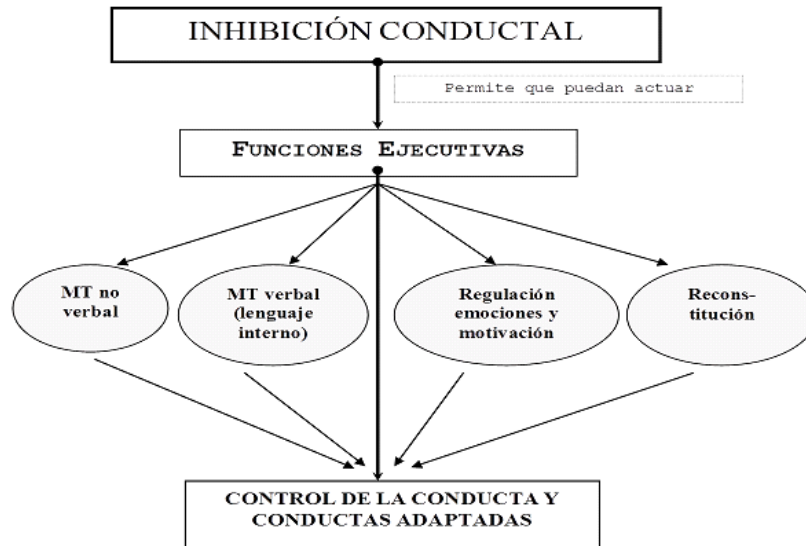 INHIBICIÓN CONDUCTAL
Permite que puedan actuar
FUNCIONES EJECUTIVAS
MT no
verbal
MT verbal
(lenguaje
interno)
Regulación
emociones y
motivación
Recons-
titución
CONTROL DE LA CONDUCTA Y
CONDUCTAS ADAPTADAS